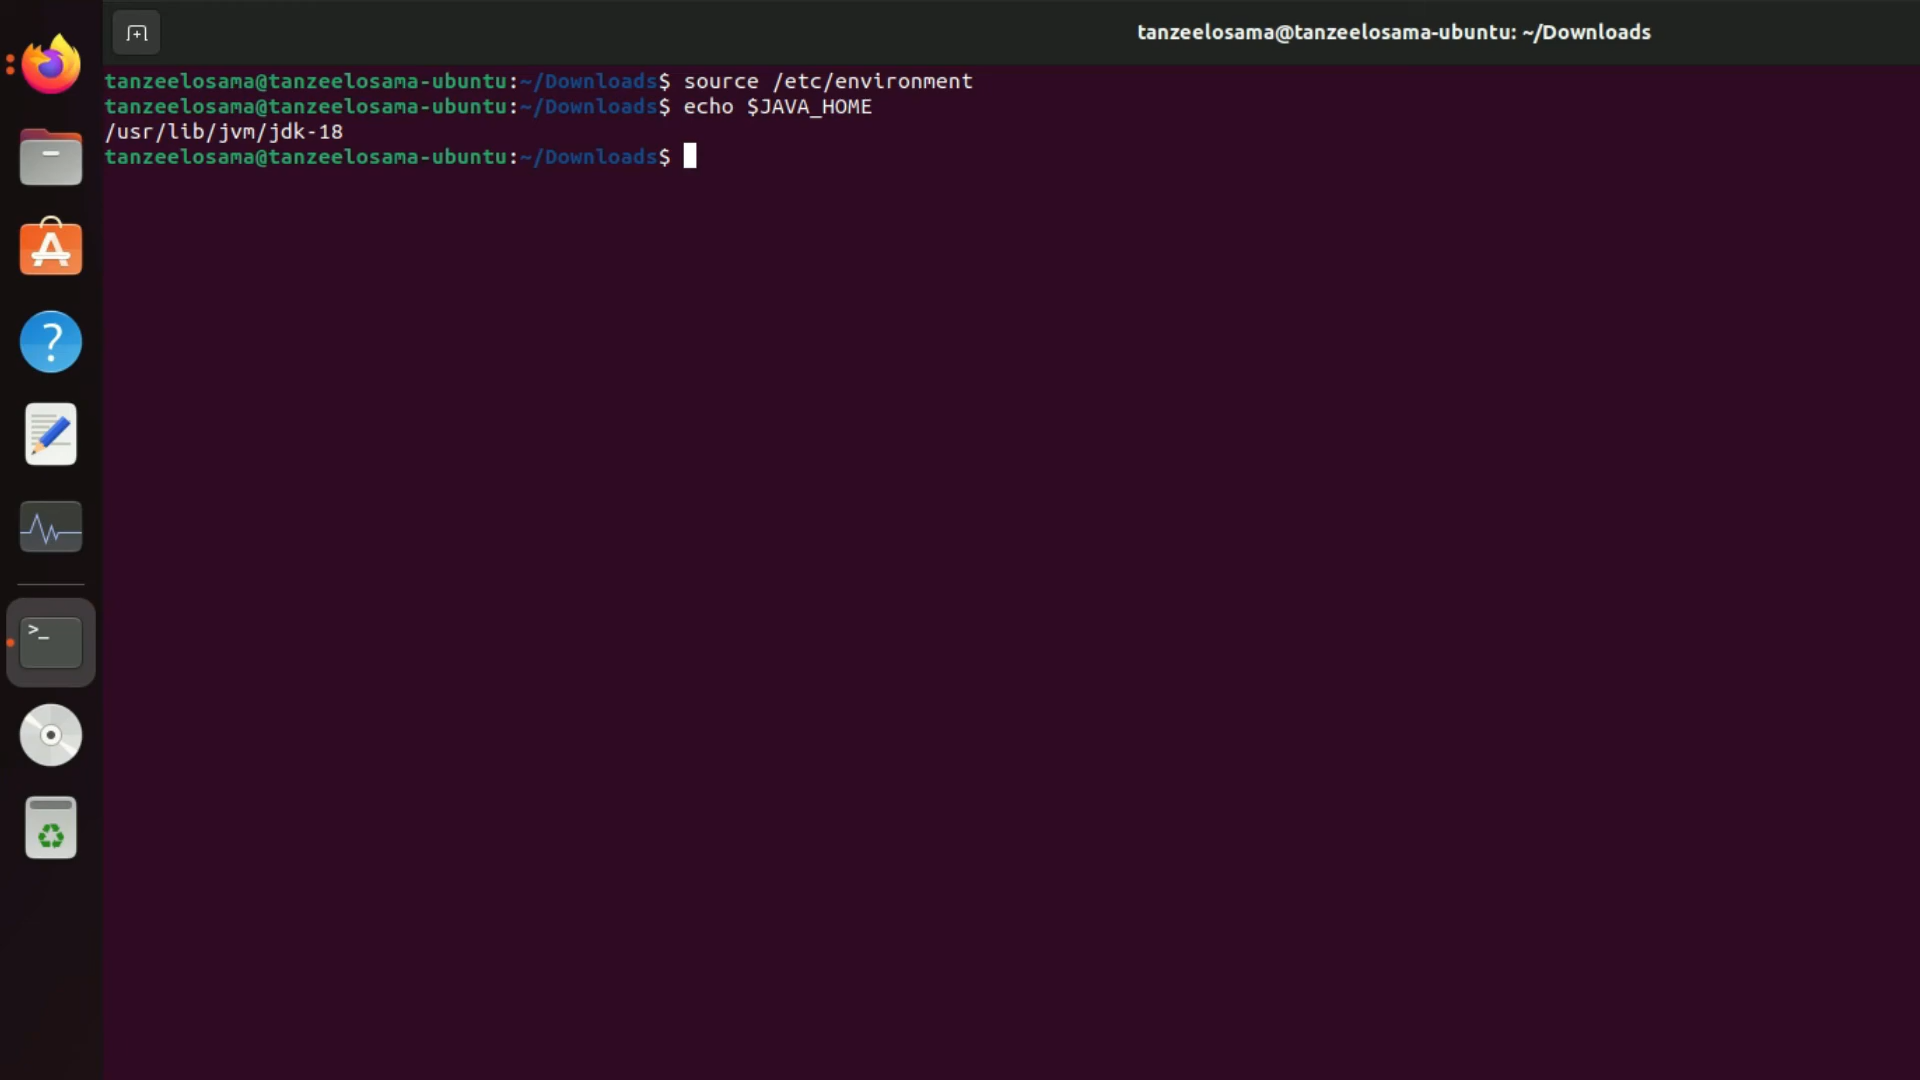 tanzeelosama@tanzeelosama-ubuntu: ~/Downloads
tanzeelosama@tanzeelosama-ubuntu:~/Downloads$ source /etc/environment
tanzeelosama@tanzeelosama-ubuntu:~/Downloads$ echo $JAVA_HOME
/usr/lib/jvm/jdk-18
tanzeelosama@tanzeelosama-ubuntu:~/Downloads$